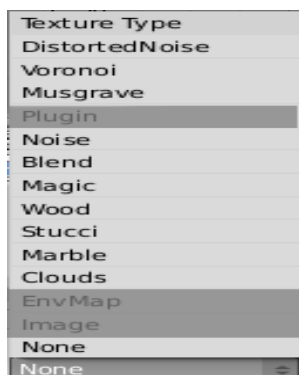 Texture Type
DistortedNoise
Voronoi
Musgrave
Plugin
Noise
Blend
Magic
Wood
Stucci
Marble
Clouds
EnvMap
Image
None
None